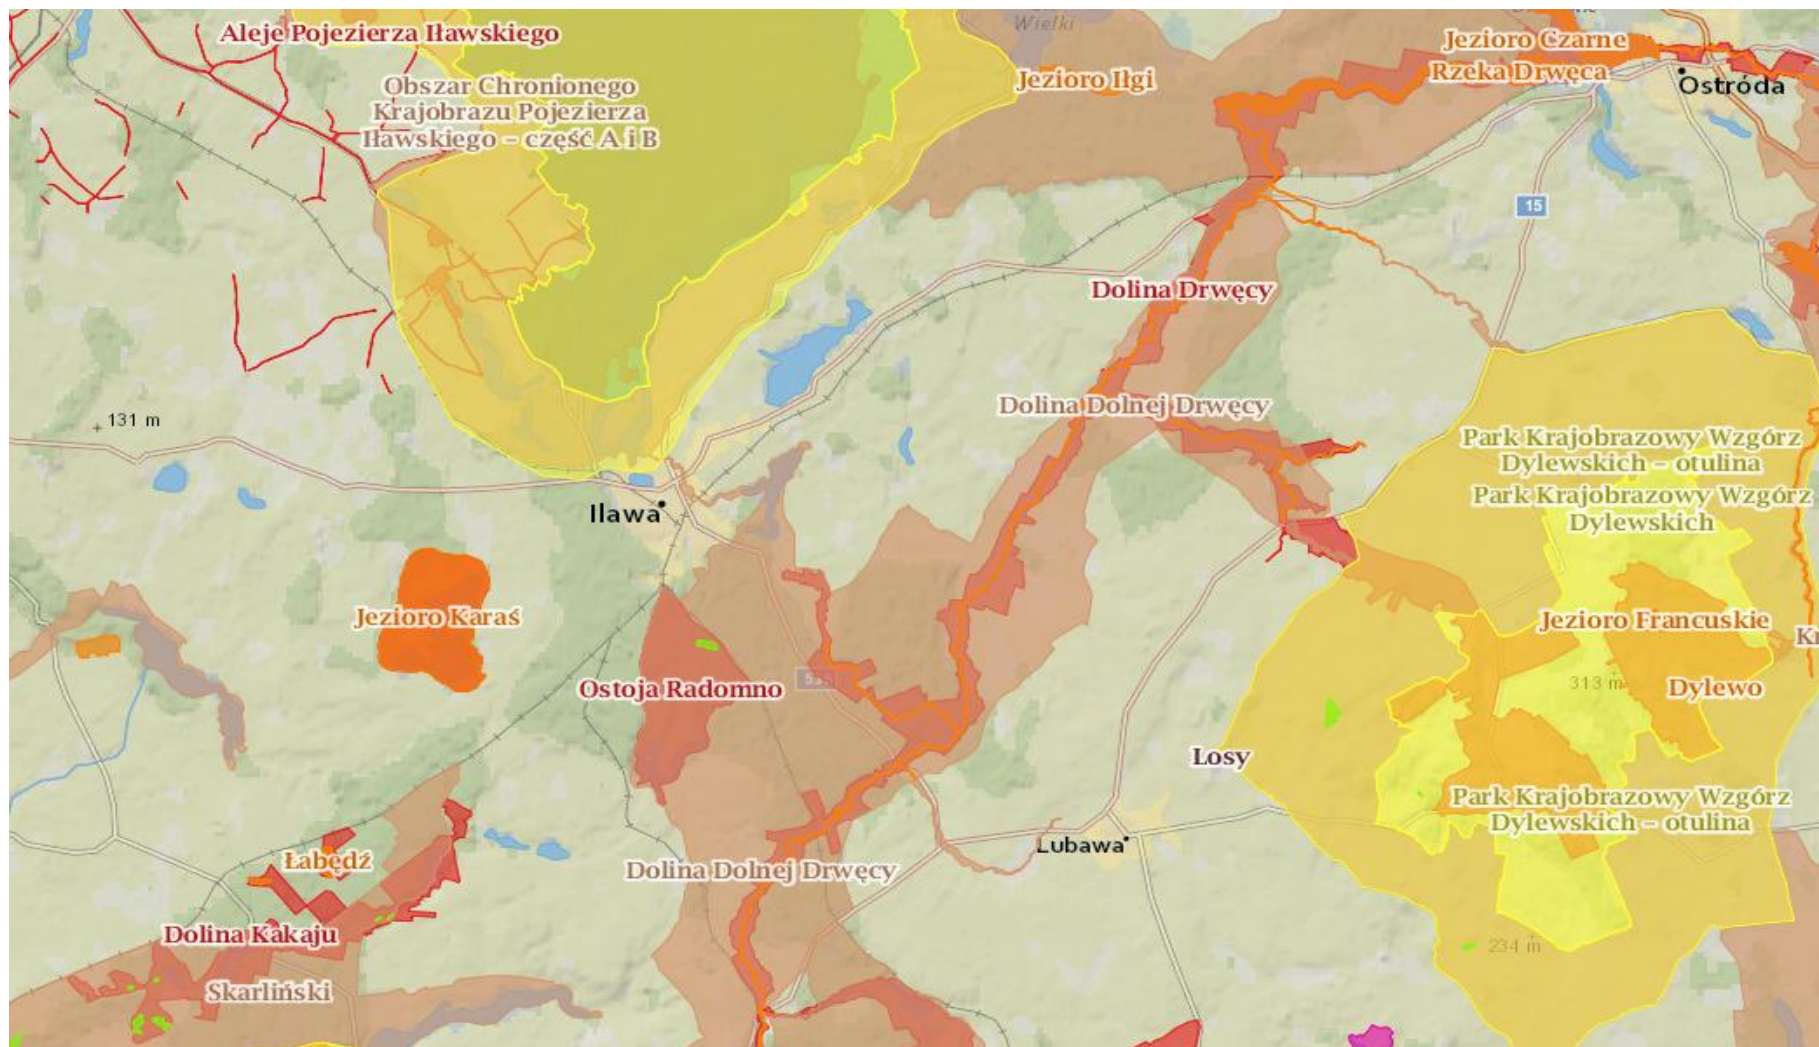 Wielki
Aleje Pojezierza Iławskiego
Jezioro Czarne
Rzeka Drwęca
Jezioro Iłgi
Ostróda
Obszar Chronionego
Krajobrazu Pojezierza
Iławskiego – część A i B
15
Dolina Drwęcy
131 m
Dolina Dolnej Drwęcy
Park Krajobrazowy Wzgórz
Dylewskich – otulina
Park Krajobrazowy Wzgórz
Dylewskich
Ilawa
Jezioro Karaś
Jezioro Francuskie
Ostoja Radomno
313 m
Dylewo
Losy
Park Krajobrazowy Wzgórz
Dylewskich – otulina
Lubawa
Łabędź
Dolina Dolnej Drwęcy
Dolina Kakaju
234 m
Skarliński